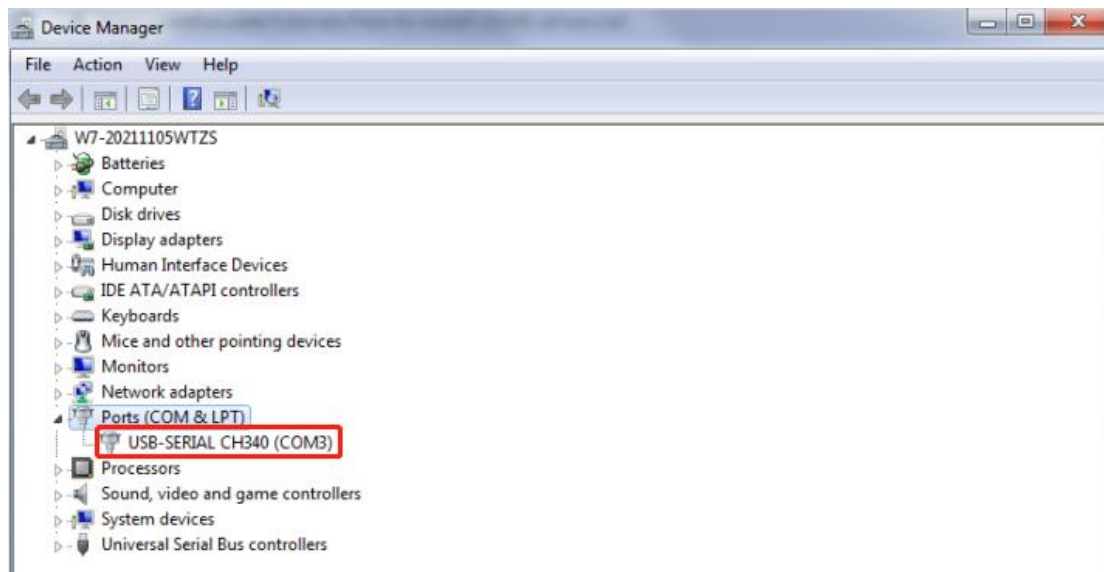 Device Manager
File Action View Help
W7-20211105WTZS
Batteries
Computer
Disk drives
Display adapters
Human Interface Devices
IDE ATA/ATAPI controllers
Keyboards
Mice and other pointing devices
Monitors
Network adapters
Ports (COM & LPT)
USB-SERIAL CH340 (COM3)
Processors
Sound, video and game controllers
System devices
Universal Serial Bus controllers